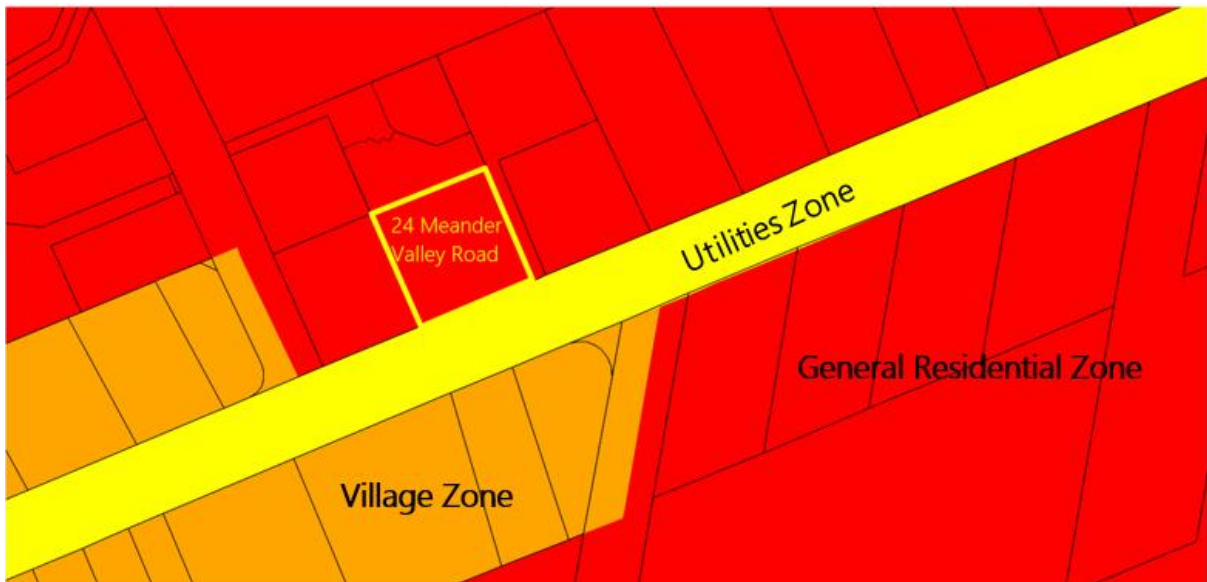 24 Meander
Valley Road
Utilities Zone
General Residential Zone
Village Zone